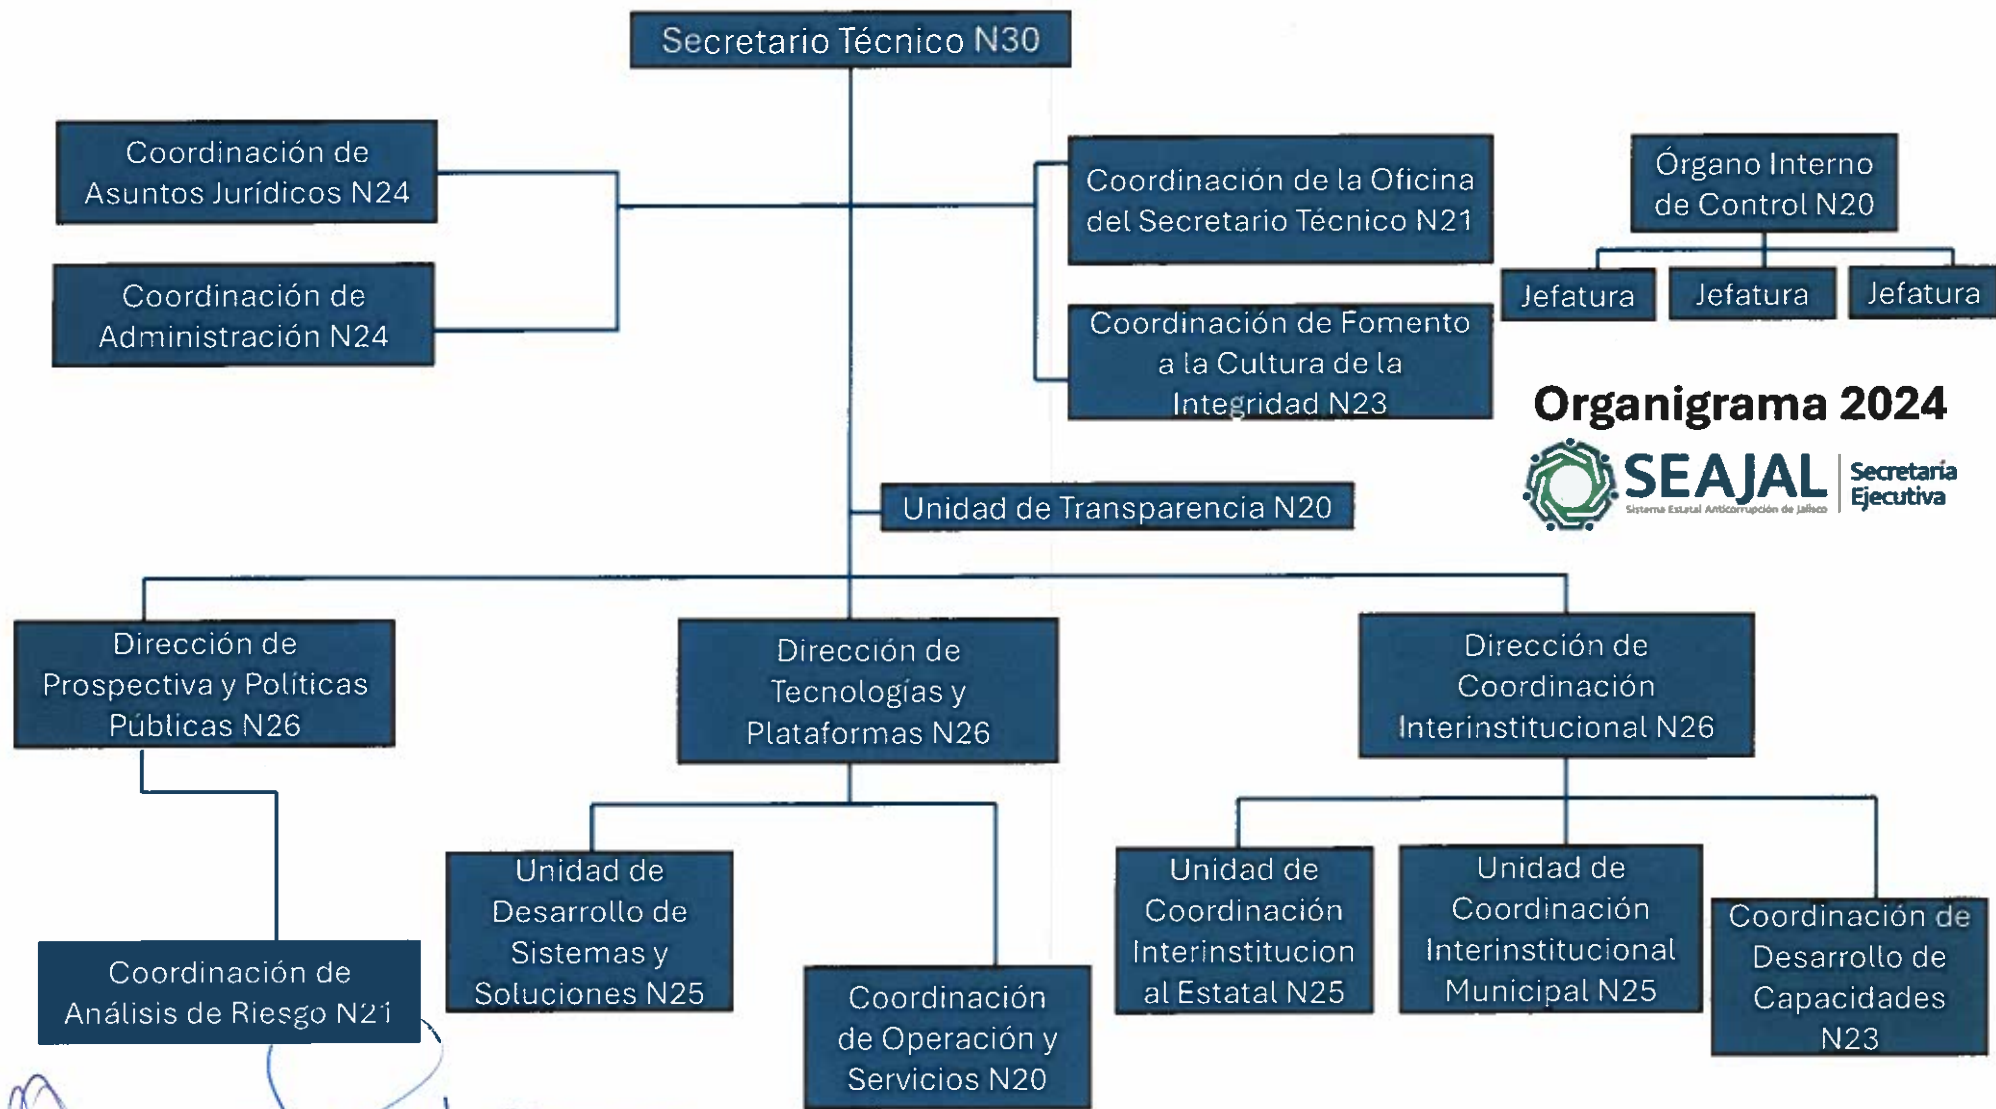 Secretario Técnico N30
Coordinación de
Asuntos Jurídicos N24
Coordinación de
Administración N24
Coordinación de la Oficina
del Secretario Técnico N21
Coordinación de Fomento
a la Cultura de la
Integridad N23
Órgano Interno
de Control N20
Jefatura
Jefatura
Jefatura
Organigrama 2024
SEAJAL
Sistema Estatal Anticorrupción de Jalisco
Secretaría
Ejecutiva
Unidad de Transparencia N20
Dirección de
Prospectiva y Políticas
Públicas N26
Dirección de
Tecnologías y
Plataformas N26
Dirección de
Coordinación
Interinstitucional N26
Coordinación de
Análisis de Riesgo N21
Unidad de
Desarrollo de
Sistemas y
Soluciones N25
Coordinación
de Operación y
Servicios N20
Unidad de
Coordinación
Interinstitucion
al Estatal N25
Unidad de
Coordinación
Interinstitucional
Municipal N25
Coordinación de
Desarrollo de
Capacidades
N23